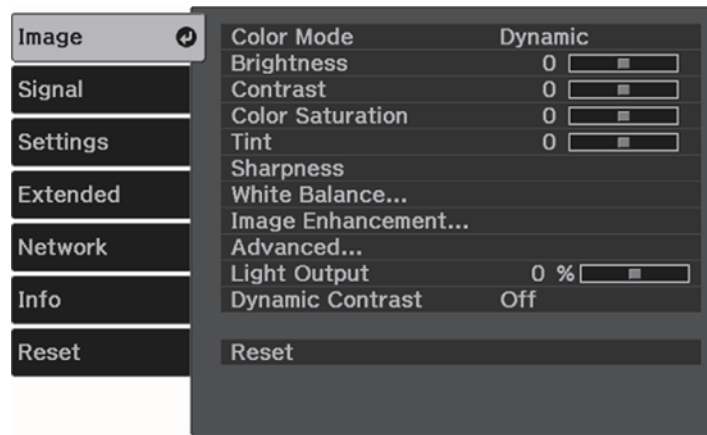 Image
Signal
Settings
Extended
Network
Info
Reset
Color Mode Dynamic
Brightness 0
Contrast 0
Color Saturation 0
Tint 0
Sharpness
White Balance...
Image Enhancement...
Advanced...
Light Output 0 %
Dynamic Contrast Off
Reset